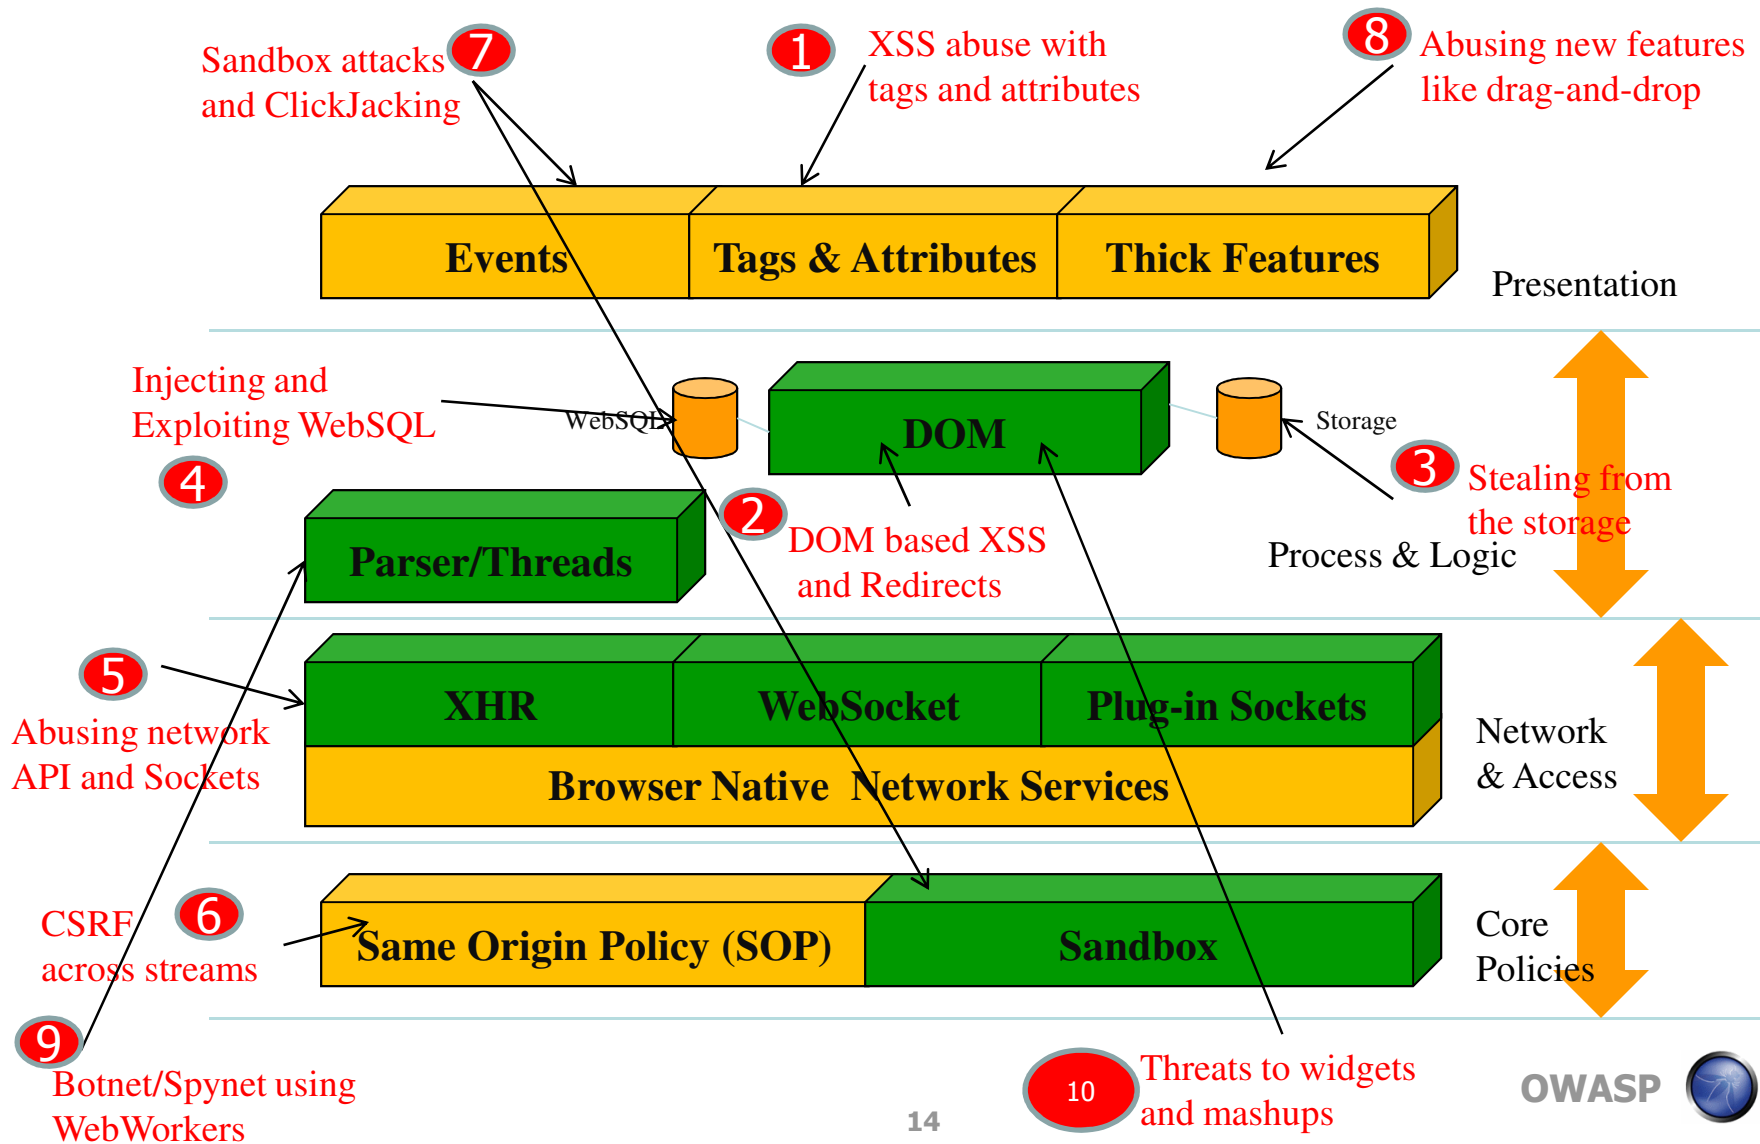 7
Sandbox attacks
and ClickJacking
1
XSS abuse with
tags and attributes
8
Abusing new features
like drag-and-drop
Events
Tags & Attributes
Thick Features
Presentation
Injecting and
Exploiting WebSQL
4
WebSQL
DOM
Storage
3
Stealing from
the storage
2
DOM based XSS
and Redirects
Parser/Threads
Process & Logic
5
Abusing network
API and Sockets
XHR
WebSocket
Plug-in Sockets
Browser Native  Network Services
Network
& Access
6
CSRF
across streams
Same Origin Policy (SOP)
Sandbox
Core
Policies
9
Botnet/Spynet using
WebWorkers
10
Threats to widgets
and mashups
14
OWASP